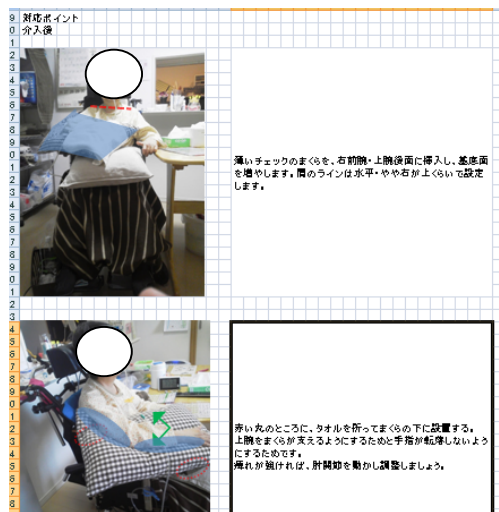 対応ポイント
介入後
薄いチェックのまくらを、右前腕・上腕後面に挿入し、基底面
を増やします。肩のラインは水平・やや右が上くらいで設定
します。
赤い丸のところに、タオルを折ってまくらの下に設置する。
上腕をまくらが支えるようにするためと手指が転落しないよう
にするためです。
痺れが強ければ、肘関節を動かし調整しましょう。